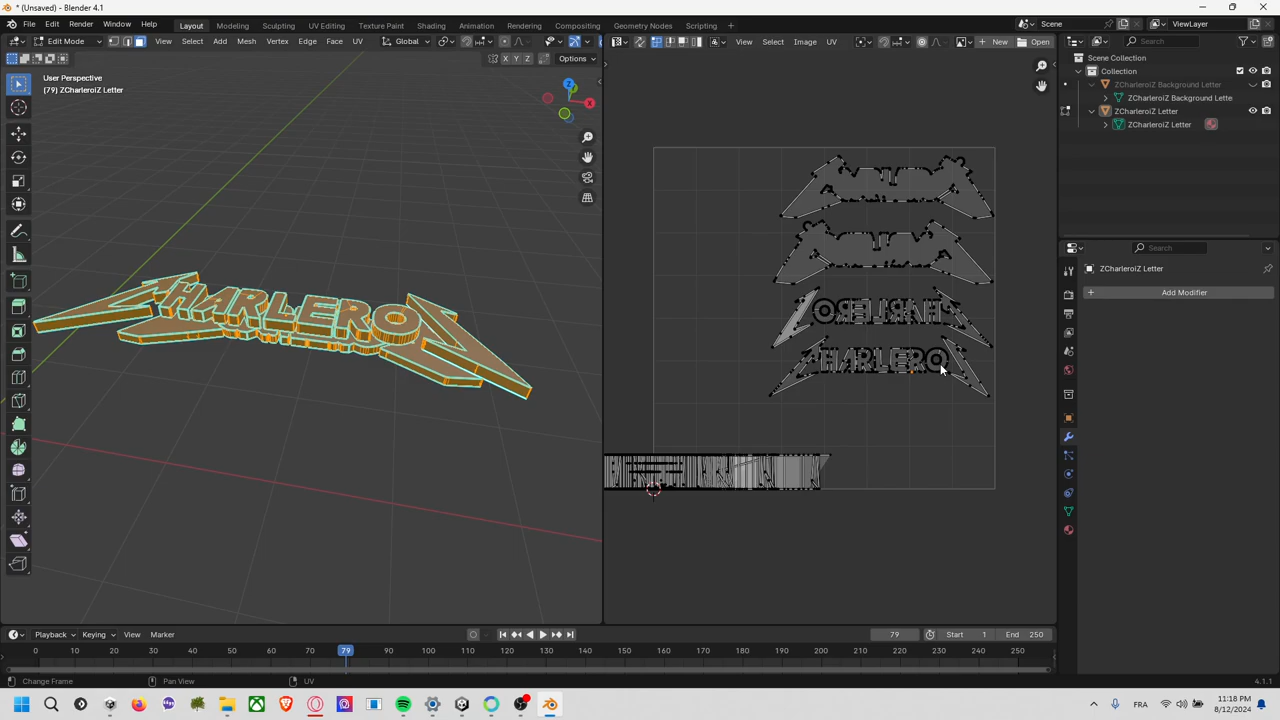 * (Unsaved) - Blender 4.1
File Edit Render Window Help Layout Modeling Sculpting UV Editing Texture Paint Shading Animation Rendering Compositing Geometry Nodes Scripting + Scene ViewLayer
Edit Mode View Select Add Mesh Vertex Edge Face UV Global View Select Image UV New Open Search
X Y Z Options
User Perspective
(79) ZCharleroiZ Letter
Scene Collection
Collection
ZCharleroiZ Background Letter
ZCharleroiZ Background Lette
ZCharleroiZ Letter
ZCharleroiZ Letter
Z
X
Search
ZCharleroiZ Letter
+ Add Modifier
HARLERO
HARLERO
ZHARLEROZ
Playback Keying View Marker 79 Start 1 End 250
0 10 20 30 40 50 60 70 79 90 100 110 120 130 140 150 160 170 180 190 200 210 220 230 240 250
Change Frame Pan View UV 4.1.1
FRA 11:18 PM
8/12/2024